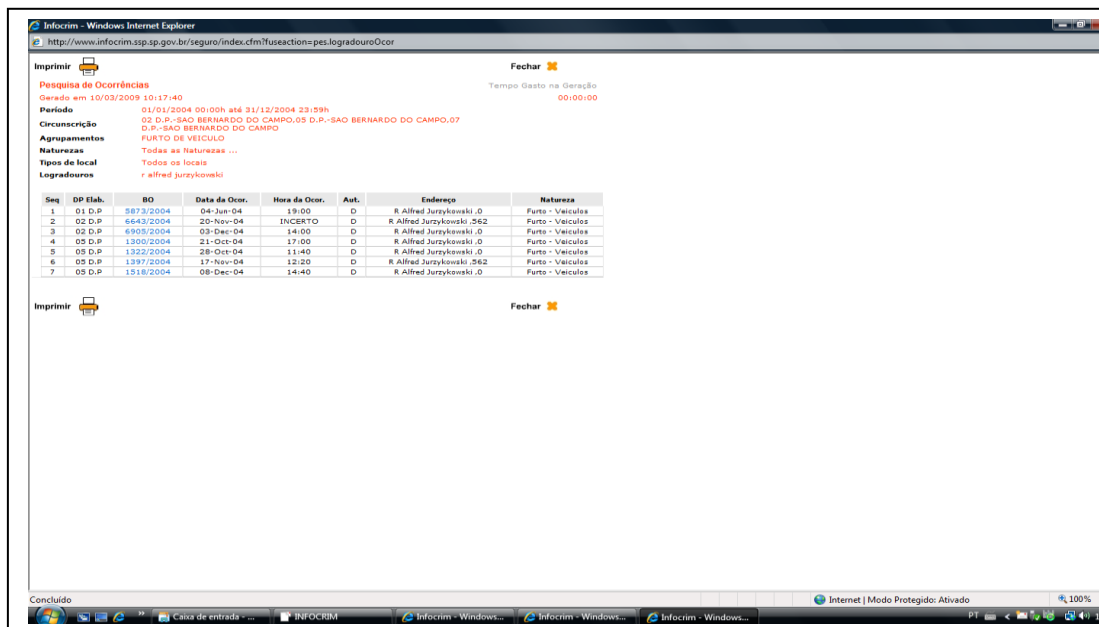 Infocrim - Windows Internet Explorer
http://www.infocrim.ssp.sp.gov.br/seguro/index.cfm?fuseaction=pes.logradouroOcor
Imprimir Fechar
Pesquisa de Ocorrências Tempo Gasto na Geração
Gerado em 10/03/2009 10:17:40 00:00:00
Período 01/01/2004 00:00h até 31/12/2004 23:59h
Circunscrição 02 D.P.-SAO BERNARDO DO CAMPO,05 D.P.-SAO BERNARDO DO CAMPO,07
D.P.-SAO BERNARDO DO CAMPO
Agrupamentos FURTO DE VEICULO
Naturezas Todas as Naturezas ...
Tipos de local Todos os locais
Logradouros r alfred jurzykowski
Seq DP Elab. BO Data da Ocor. Hora da Ocor. Aut. Endereço Natureza
1 01 D.P 5873/2004 04-Jun-04 19:00 D R Alfred Jurzykowski ,0 Furto - Veiculos
2 02 D.P 6643/2004 20-Nov-04 INCERTO D R Alfred Jurzykowski ,562 Furto - Veiculos
3 02 D.P 6905/2004 03-Dec-04 14:00 D R Alfred Jurzykowski ,0 Furto - Veiculos
4 05 D.P 1300/2004 21-Oct-04 17:00 D R Alfred Jurzykowski ,0 Furto - Veiculos
5 05 D.P 1322/2004 28-Oct-04 11:40 D R Alfred Jurzykowski ,0 Furto - Veiculos
6 05 D.P 1397/2004 17-Nov-04 12:20 D R Alfred Jurzykowski ,562 Furto - Veiculos
7 05 D.P 1518/2004 08-Dec-04 14:40 D R Alfred Jurzykowski ,0 Furto - Veiculos
Imprimir Fechar
Concluído Internet | Modo Protegido: Ativado 100%
Caixa de entrada - ... INFOCRIM Infocrim - Windows... Infocrim - Windows... Infocrim - Windows... PT